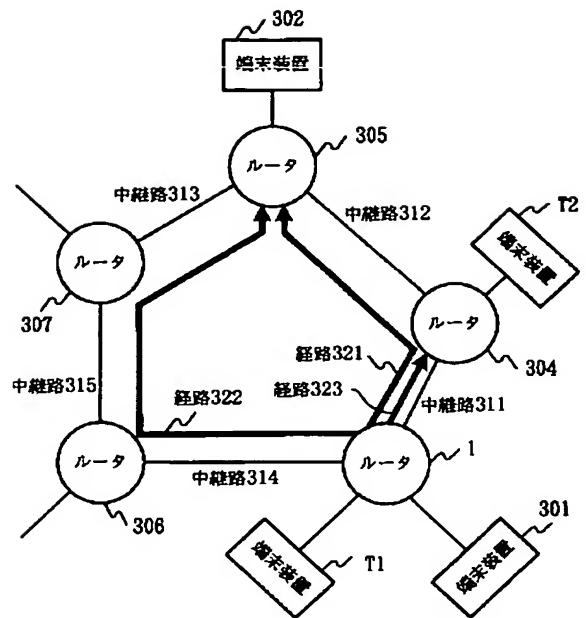 302
端末装置
305
ルータ
中継路313
中継路312
T2
端末装置
ルータ
307
ルータ
304
経路321
経路323
中継路311
中継路315
経路322
ルータ
306
中継路314
ルータ
1
301
端末装置
T1
端末装置